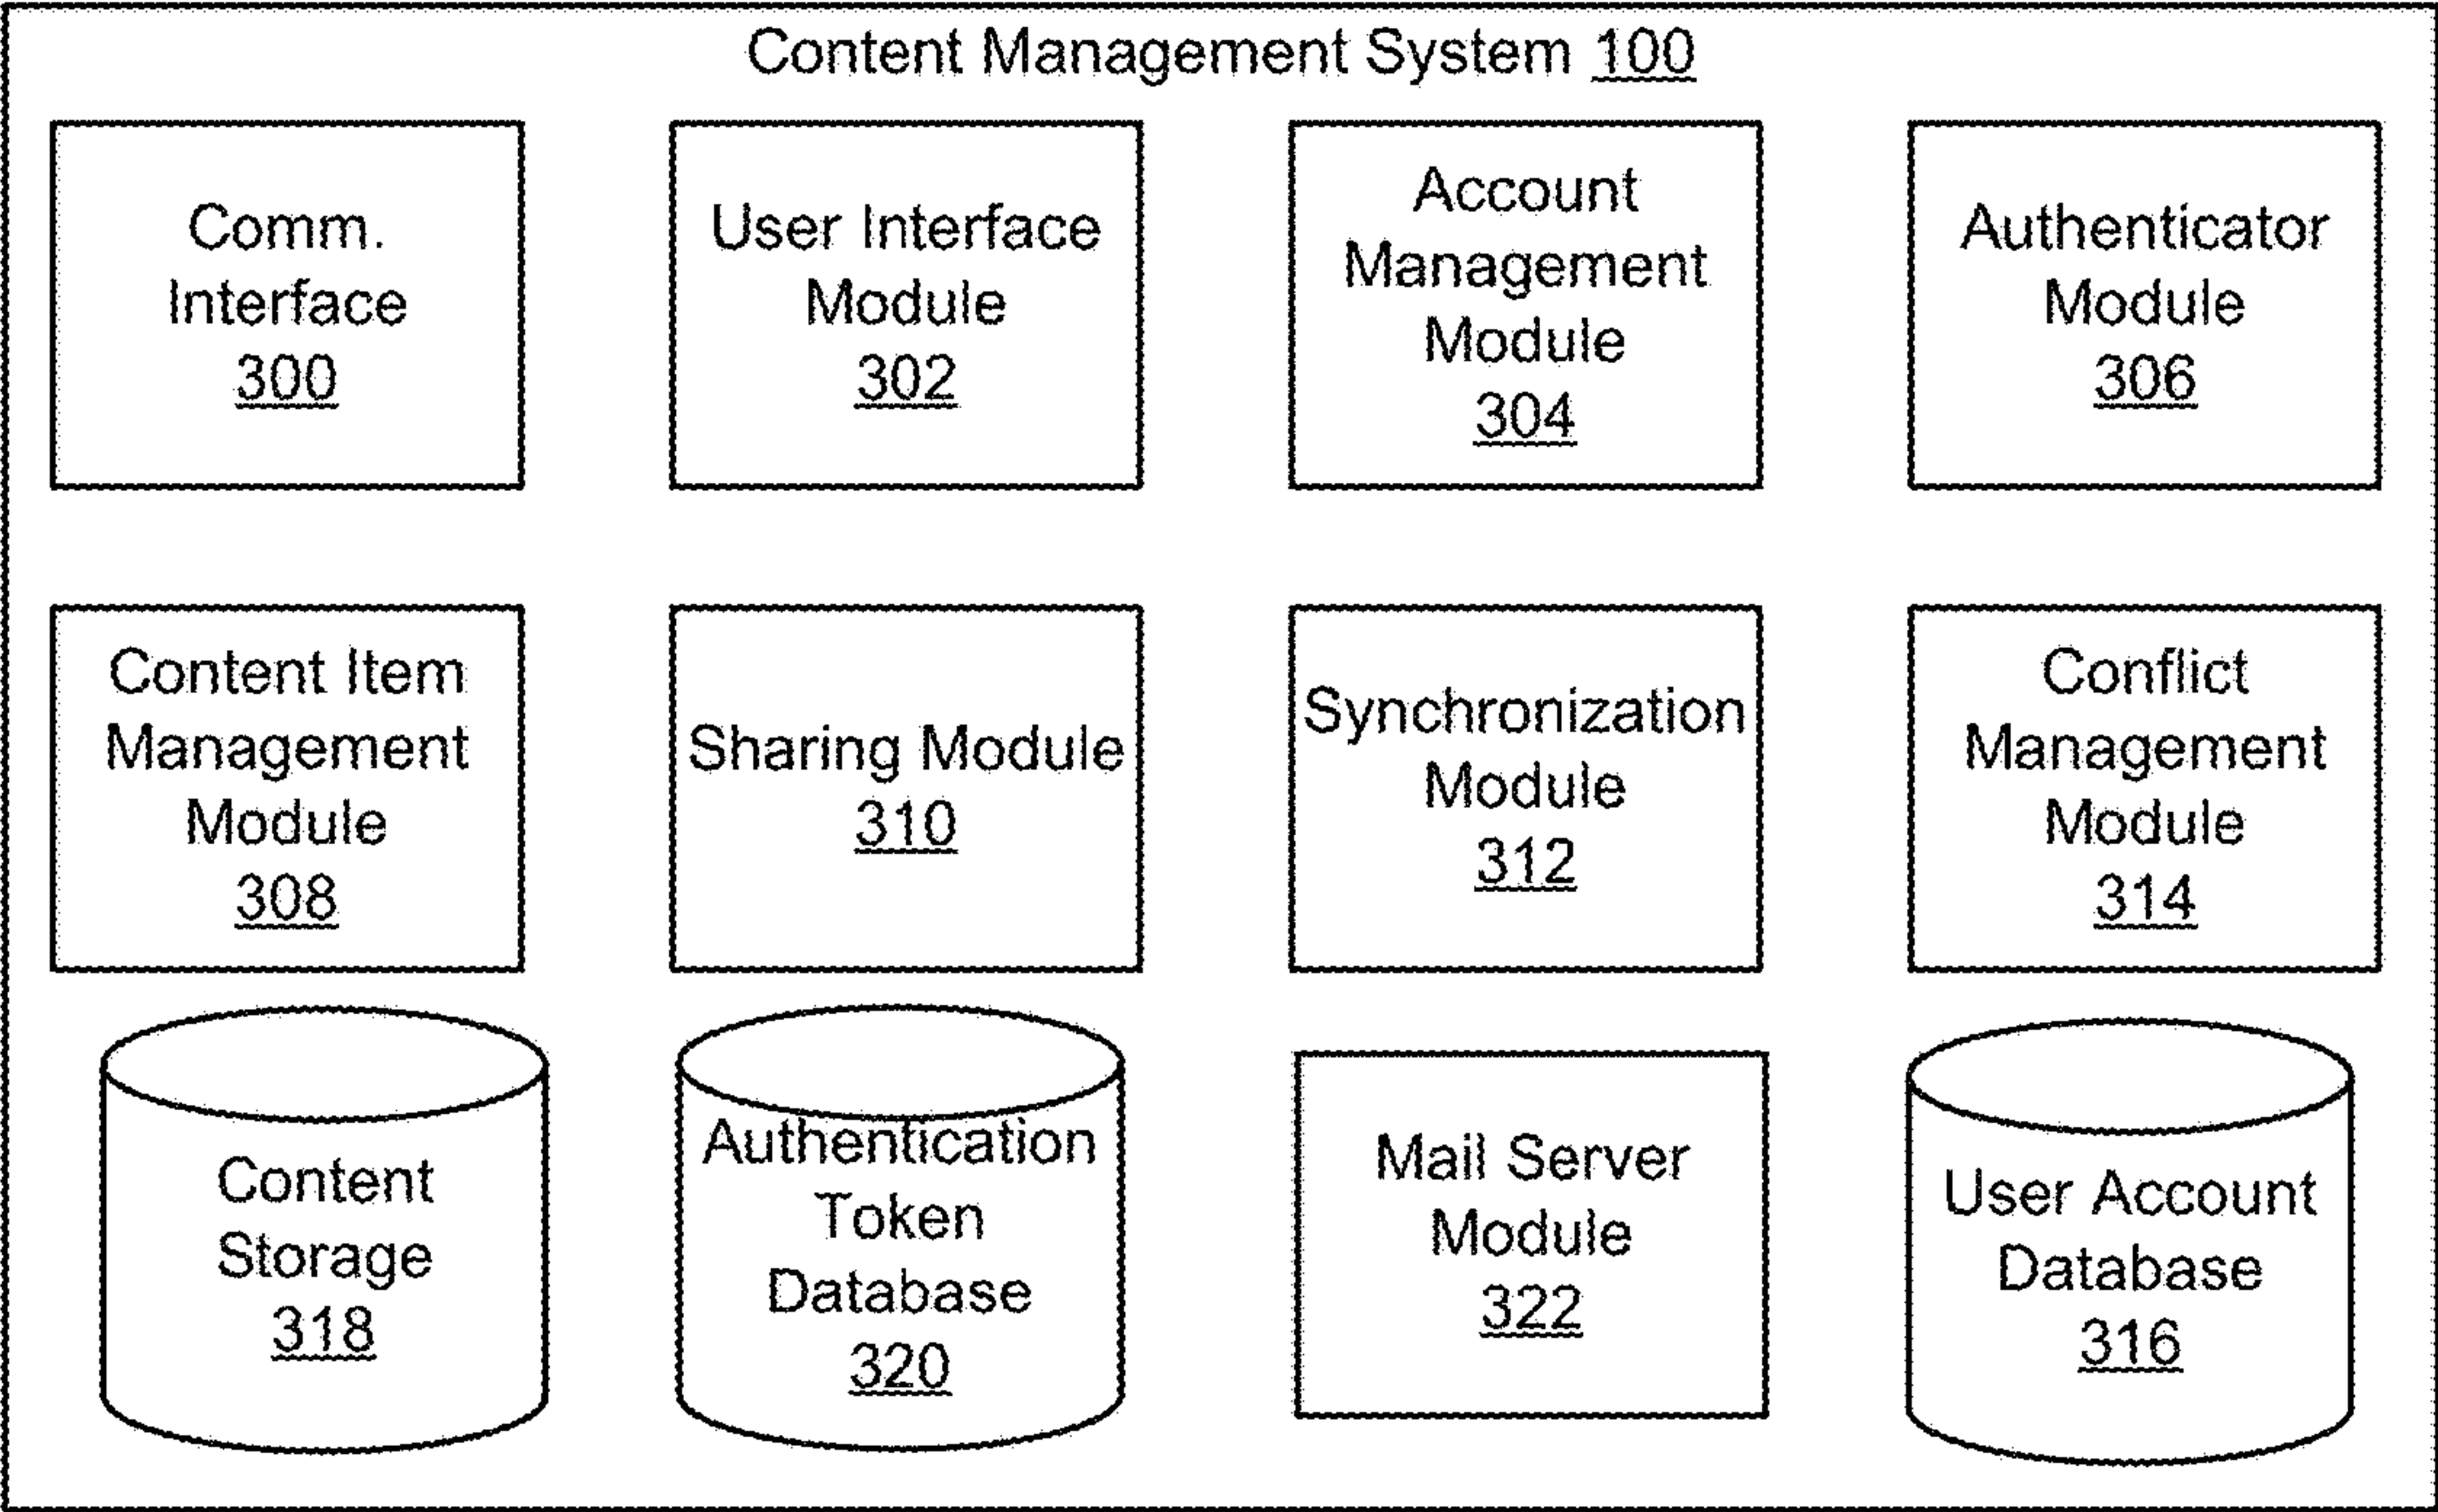 Content Management System 100
Comm.
Interface
300
User Interface
Module
302
Account
Management
Module
304
Authenticator
Module
306
Content Item
Management
Module
308
Sharing Module
310
Synchronization
Module
312
Conflict
Management
Module
314
Content
Storage
318
Authentication
Token
Database
320
Mail Server
Module
322
User Account
Database
316